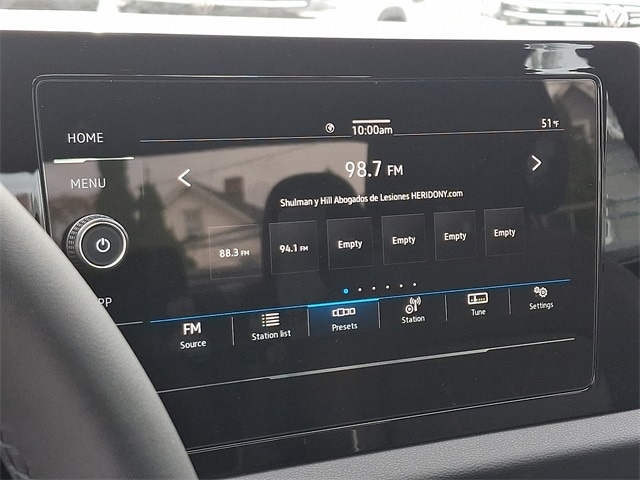 HOME
10:00am
51°F
MENU
98.7 FM
Shulman y Hill Abogados de Lesiones HERIDONY.com
88.3 FM 94.1 FM Empty Empty Empty Empty
PP
FM
Source Station list Presets Station Tune Settings